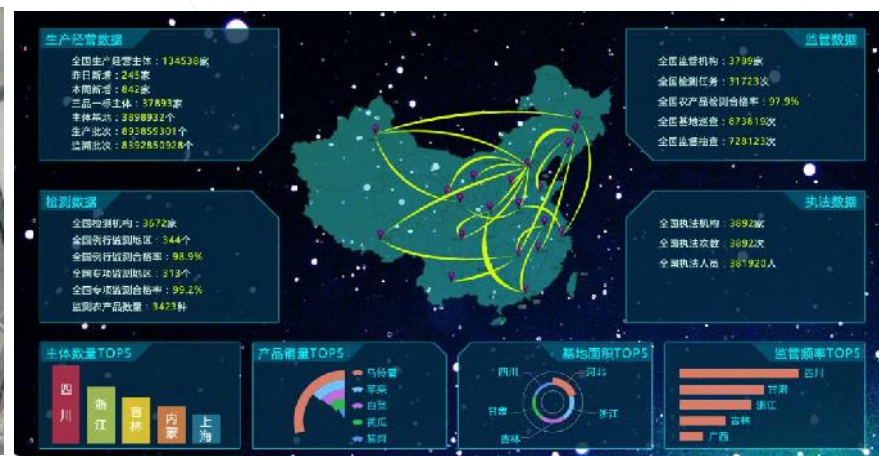 生产经营数据
全国生产经营主体：134538家
昨日新增：245家
本周新增：842家
三品一标主体：37893家
主体基地：3898932个
生产批次：893859301个
追溯批次：8392850928个
监管数据
全国监管机构：3789家
全国检测任务：31723次
全国农产品检测合格率：97.9%
全国基地巡查：873819次
全国监督抽查：728123次
检测数据
全国检测机构：3672家
全国例行监测地区：344个
全国例行监测合格率：98.9%
全国专项监测地区：313个
全国专项监测合格率：99.2%
监测农产品数量：3423种
执法数据
全国执法机构：3892家
全国执法次数：3892次
全国执法人员：381920人
主体数量TOP5
四川
浙江
吉林
内蒙
上海
产品销量TOP5
马铃薯
苹果
白菜
黄瓜
猪肉
基地面积TOP5
四川
河北
甘肃
浙江
吉林
监管频率TOP5
四川
甘肃
浙江
吉林
广西